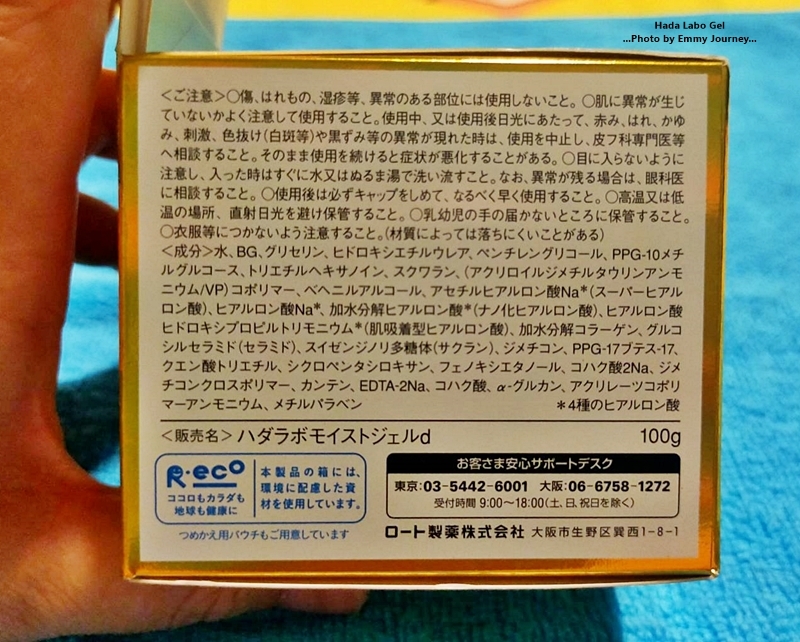 Hada Labo Gel
...Photo by Emmy Journey...
＜ご注意＞○傷、はれもの、湿疹等、異常のある部位には使用しないこと。○肌に異常が生じ
ていないかよく注意して使用すること。使用中、又は使用後日光にあたって、赤み、はれ、かゆ
み、刺激、色抜け(白斑等)や黒ずみ等の異常が現れた時は、使用を中止し、皮フ科専門医等
へ相談すること。そのまま使用を続けると症状が悪化することがある。○目に入らないように
注意し、入った時はすぐに水又はぬるま湯で洗い流すこと。なお、異常が残る場合は、眼科医
に相談すること。○使用後は必ずキャップをしめて、なるべく早く使用すること。○高温又は低
温の場所、直射日光を避け保管すること。○乳幼児の手の届かないところに保管すること。
○衣服等につかないよう注意すること。(材質によっては落ちにくいことがある)
＜成分＞水、BG、グリセリン、ヒドロキシエチルウレア、ペンチレングリコール、PPG-10メチ
ルグルコース、トリエチルヘキサノイン、スクワラン、(アクリロイルジメチルタウリンアンモ
ニウム/VP)コポリマー、ベヘニルアルコール、アセチルヒアルロン酸Na*(スーパーヒアル
ロン酸)、ヒアルロン酸Na*、加水分解ヒアルロン酸*(ナノ化ヒアルロン酸)、ヒアルロン酸
ヒドロキシプロピルトリモニウム*(肌吸着型ヒアルロン酸)、加水分解コラーゲン、グルコ
シルセラミド(セラミド)、スイゼンジノリ多糖体(サクラン)、ジメチコン、PPG-17ブテス-17、
クエン酸トリエチル、シクロペンタシロキサン、フェノキシエタノール、コハク酸2Na、ジメ
チコンクロスポリマー、カンテン、EDTA-2Na、コハク酸、α-グルカン、アクリレーツコポリ
マーアンモニウム、メチルパラベン *4種のヒアルロン酸
＜販売名＞ハダラボモイストジェルd 100g
R・eco
ココロもカラダも
地球も健康に
本製品の箱には、
環境に配慮した資
材を使用しています。
つめかえ用パウチもご用意しています
お客さま安心サポートデスク
東京:03-5442-6001 大阪:06-6758-1272
受付時間 9:00～18:00(土、日、祝日を除く)
ロート製薬株式会社 大阪市生野区巽西1-8-1